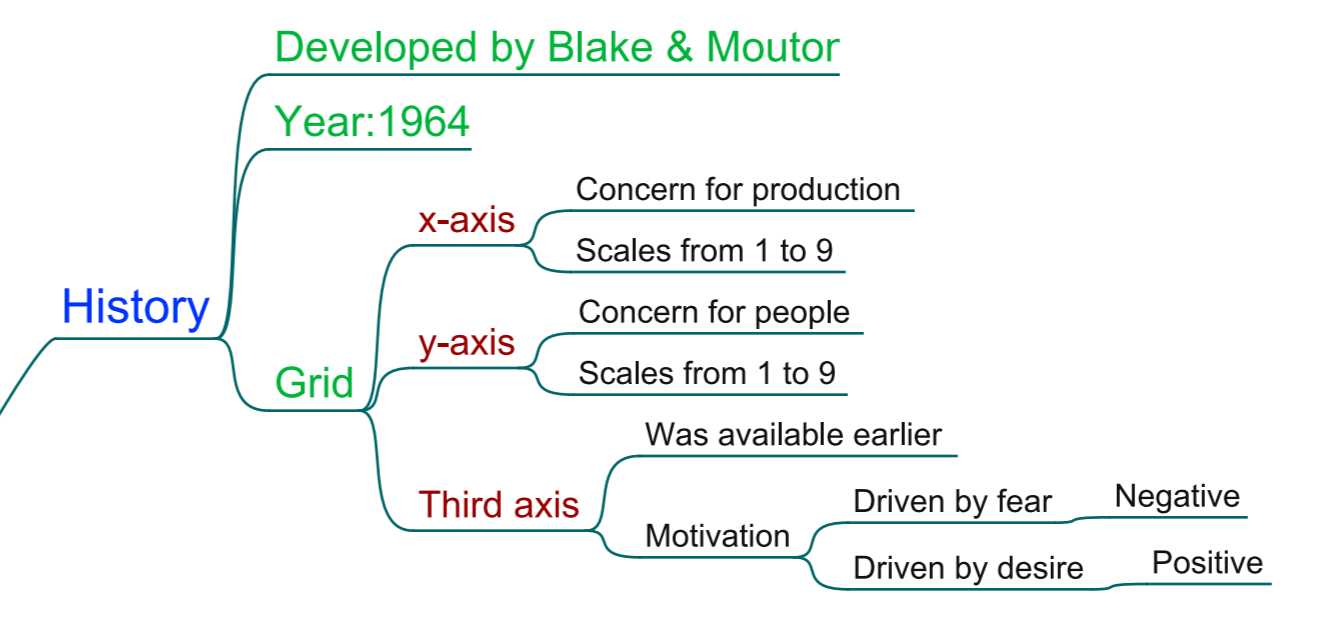 Developed by Blake & Moutor
Year:1964
History
Grid
x-axis
Concern for production
Scales from 1 to 9
y-axis
Concern for people
Scales from 1 to 9
Third axis
Was available earlier
Motivation
Driven by fear
Negative
Driven by desire
Positive